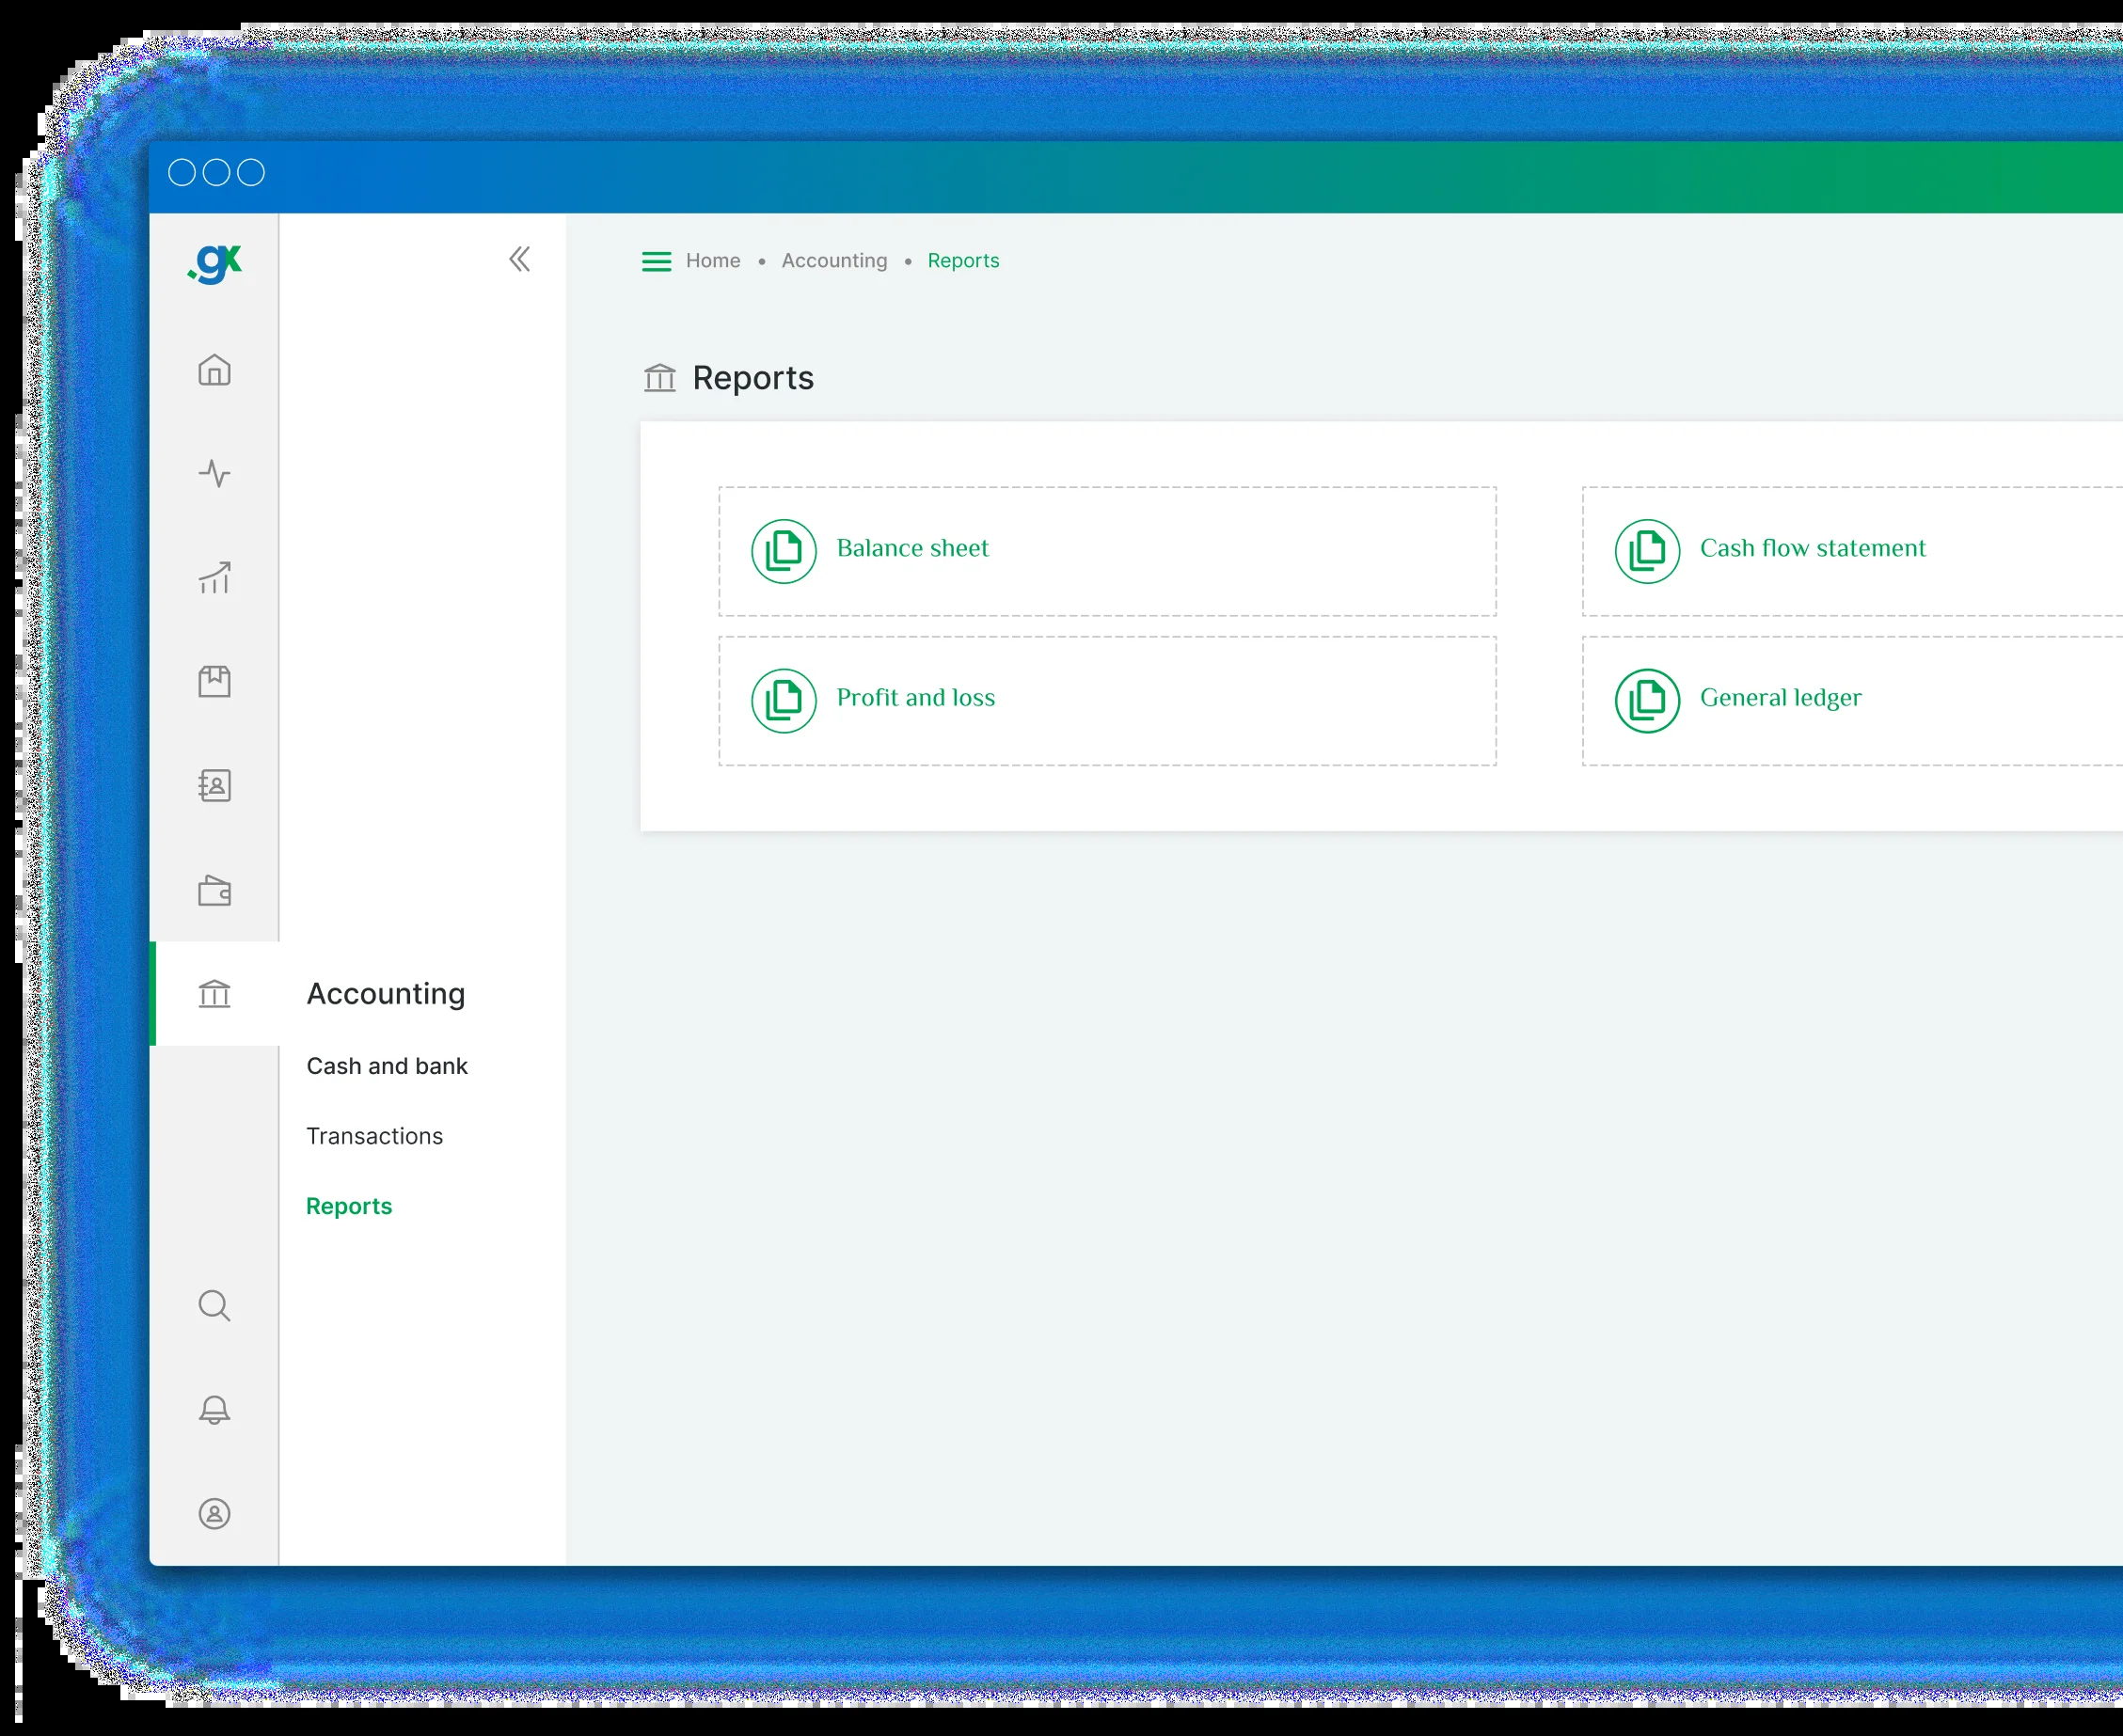 .gx
Home • Accounting • Reports
Reports
Balance sheet
Cash flow statement
Profit and loss
General ledger
Accounting
Cash and bank
Transactions
Reports